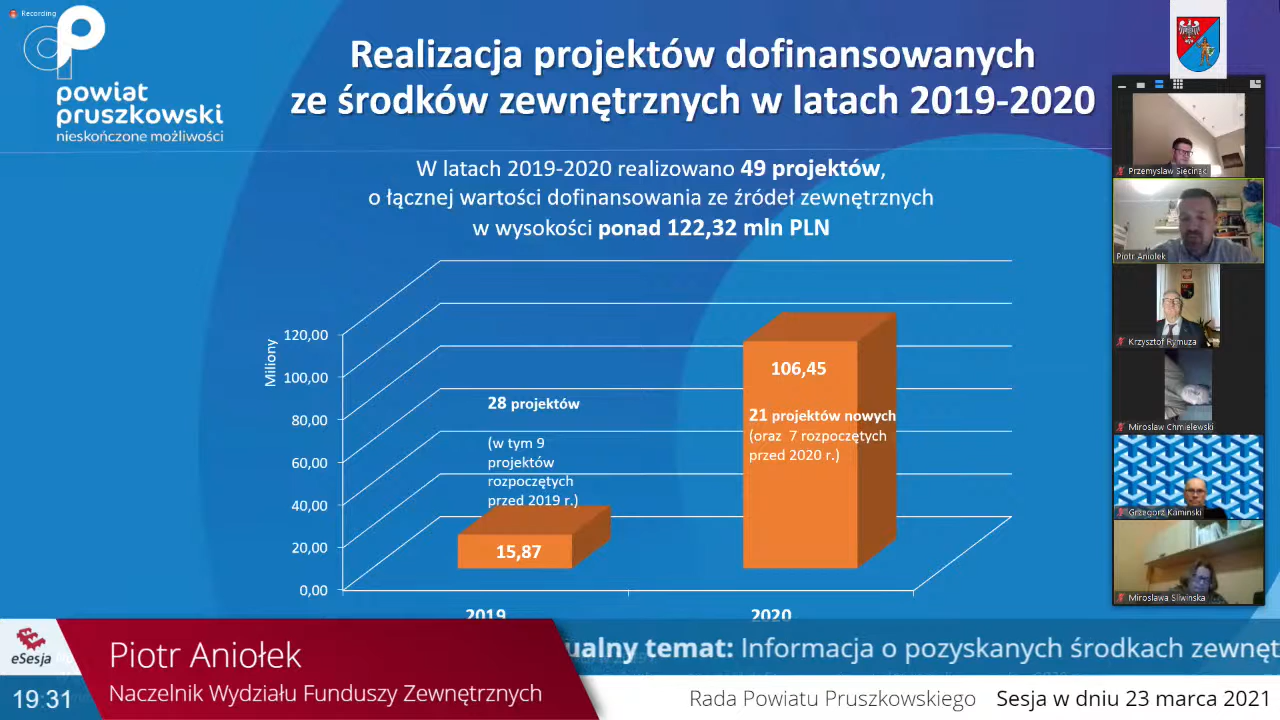 Recording
powiat
pruszkowski
nieskończone możliwości
Realizacja projektów dofinansowanych
ze środków zewnętrznych w latach 2019-2020
W latach 2019-2020 realizowano 49 projektów,
o łącznej wartości dofinansowania ze źródeł zewnętrznych
w wysokości ponad 122,32 mln PLN
Miliony
120,00
100,00
80,00
60,00
40,00
20,00
0,00
28 projektów
(w tym 9
projektów
rozpoczętych
przed 2019 r.)
15,87
106,45
21 projektów nowych
(oraz 7 rozpoczętych
przed 2020 r.)
2019
2020
Przemysław Sięciński
Piotr Aniołek
Krzysztof Rymuza
Mirosław Chmielewski
Grzegorz Kamiński
Mirosława Śliwińska
eSesja
19:31
Piotr Aniołek
Naczelnik Wydziału Funduszy Zewnętrznych
ualny temat: Informacja o pozyskanych środkach zewnęt
Rada Powiatu Pruszkowskiego Sesja w dniu 23 marca 2021